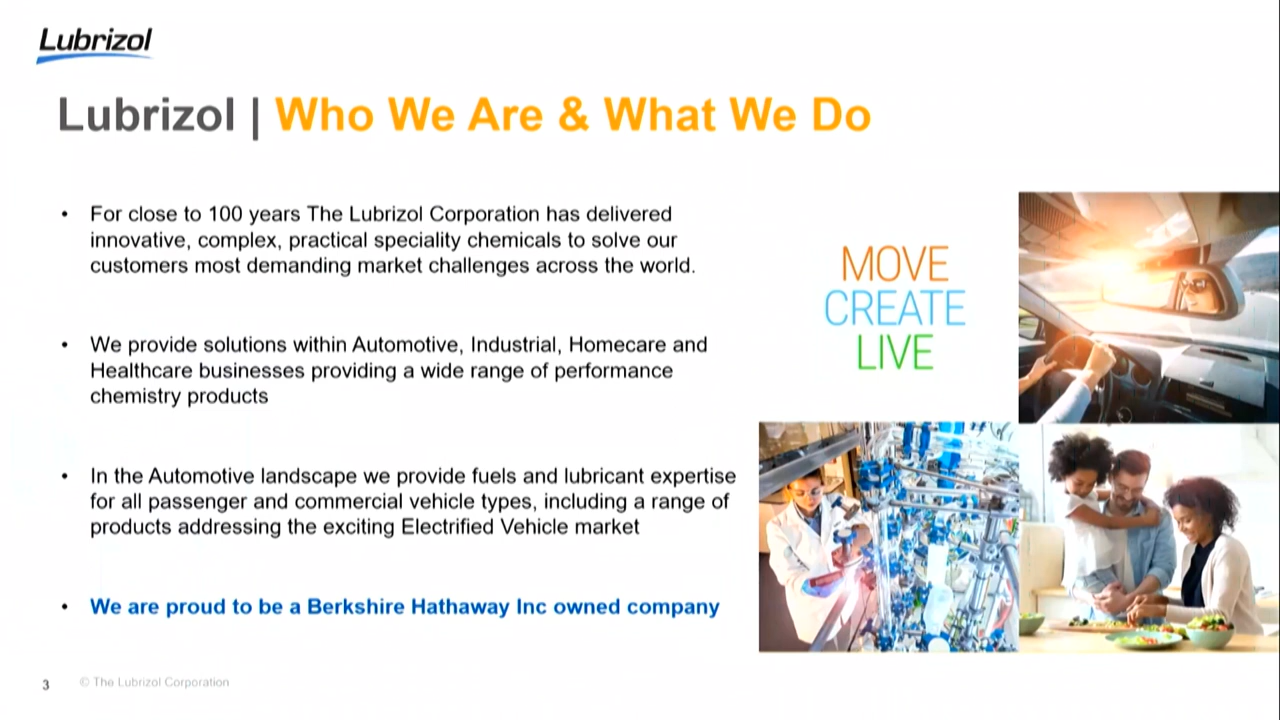 Lubrizol
Lubrizol | Who We Are & What We Do
• For close to 100 years The Lubrizol Corporation has delivered
innovative, complex, practical speciality chemicals to solve our
customers most demanding market challenges across the world.
• We provide solutions within Automotive, Industrial, Homecare and
Healthcare businesses providing a wide range of performance
chemistry products
• In the Automotive landscape we provide fuels and lubricant expertise
for all passenger and commercial vehicle types, including a range of
products addressing the exciting Electrified Vehicle market
• We are proud to be a Berkshire Hathaway Inc owned company
MOVE
CREATE
LIVE
3 © The Lubrizol Corporation